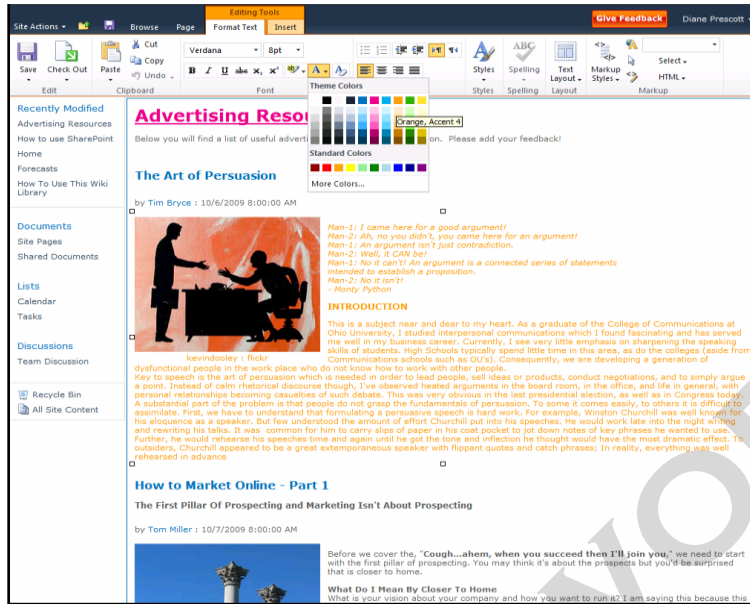 Editing Tools
Site Actions
Browse
Page
Format Text
Insert
Give Feedback
Diane Prescott
Save
Check Out
Paste
Cut
Copy
Undo
Verdana
8pt
B I U abe x, x²
A
Styles
ABC
Spelling
Text
Layout
Markup
Styles
Select
HTML
Edit
Clipboard
Font
Styles
Spelling
Layout
Markup
Theme Colors
Orange, Accent 4
Standard Colors
More Colors...
Recently Modified
Advertising Resources
How to use SharePoint
Home
Forecasts
How To Use This Wiki
Library
Documents
Site Pages
Shared Documents
Lists
Calendar
Tasks
Discussions
Team Discussion
Recycle Bin
All Site Content
Advertising Resou
Below you will find a list of useful adverti on. Please add your feedback!
The Art of Persuasion
by Tim Bryce : 10/6/2009 8:00:00 AM
Man-1: I came here for a good argument!
Man-2: Ah, no you didn't, you came here for an argument!
Man-1: An argument isn't just contradiction.
Man-2: Well, it CAN be!
Man-1: No it can't! An argument is a connected series of statements
intended to establish a proposition.
Man-2: No it isn't!
- Monty Python
INTRODUCTION
This is a subject near and dear to my heart. As a graduate of the College of Communications at
Ohio University, I studied interpersonal communications which I found fascinating and has served
me well in my business career. Currently, I see very little emphasis on sharpening the speaking
skills of students. High Schools typically spend little time in this area, as do the colleges (aside from
Communications schools such as OU's). Consequently, we are developing a generation of
kevindooley : flickr
dysfunctional people in the work place who do not know how to work with other people.
Key to speech is the art of persuasion which is needed in order to lead people, sell ideas or products, conduct negotiations, and to simply argue
a point. Instead of calm rhetorical discourse though, I've observed heated arguments in the board room, in the office, and life in general, with
personal relationships becoming casualties of such debate. This was very obvious in the last presidential election, as well as in Congress today.
A substantial part of the problem is that people do not grasp the fundamentals of persuasion. To some it comes easily, to others it is difficult to
assimilate. First, we have to understand that formulating a persuasive speech is hard work. For example, Winston Churchill was well known for
his eloquence as a speaker. But few understood the amount of effort Churchill put into his speeches. He would work late into the night writing
and rewriting his talks. It was common for him to carry slips of paper in his coat pocket to jot down notes of key phrases he wanted to use.
Further, he would rehearse his speeches time and again until he got the tone and inflection he thought would have the most dramatic effect. To
outsiders, Churchill appeared to be a great extemporaneous speaker with flippant quotes and catch phrases; In reality, everything was well
rehearsed in advance
How to Market Online - Part 1
The First Pillar Of Prospecting and Marketing Isn't About Prospecting
by Tom Miller : 10/7/2009 8:00:00 AM
Before we cover the, "Cough...ahem, when you succeed then I'll join you," we need to start
with the first pillar of prospecting. You may think it's about the prospects but you'd be surprised
that is closer to home.
What Do I Mean By Closer To Home
What is your vision about your company and how you want to run it? I am saying this because this